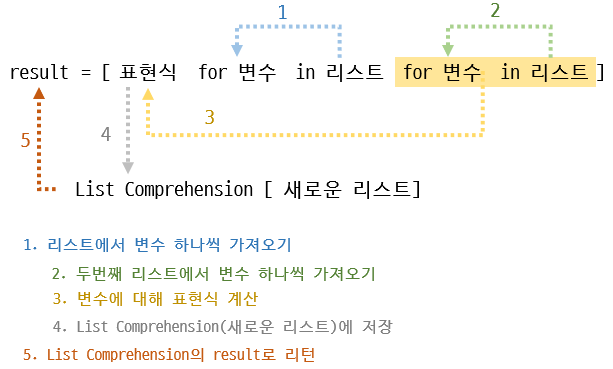 1
2
result = [ 표현식 for 변수 in 리스트 for 변수 in 리스트 ]
3
4
5
List Comprehension [ 새로운 리스트]
1. 리스트에서 변수 하나씩 가져오기
2. 두번째 리스트에서 변수 하나씩 가져오기
3. 변수에 대해 표현식 계산
4. List Comprehension(새로운 리스트)에 저장
5. List Comprehension의 result로 리턴